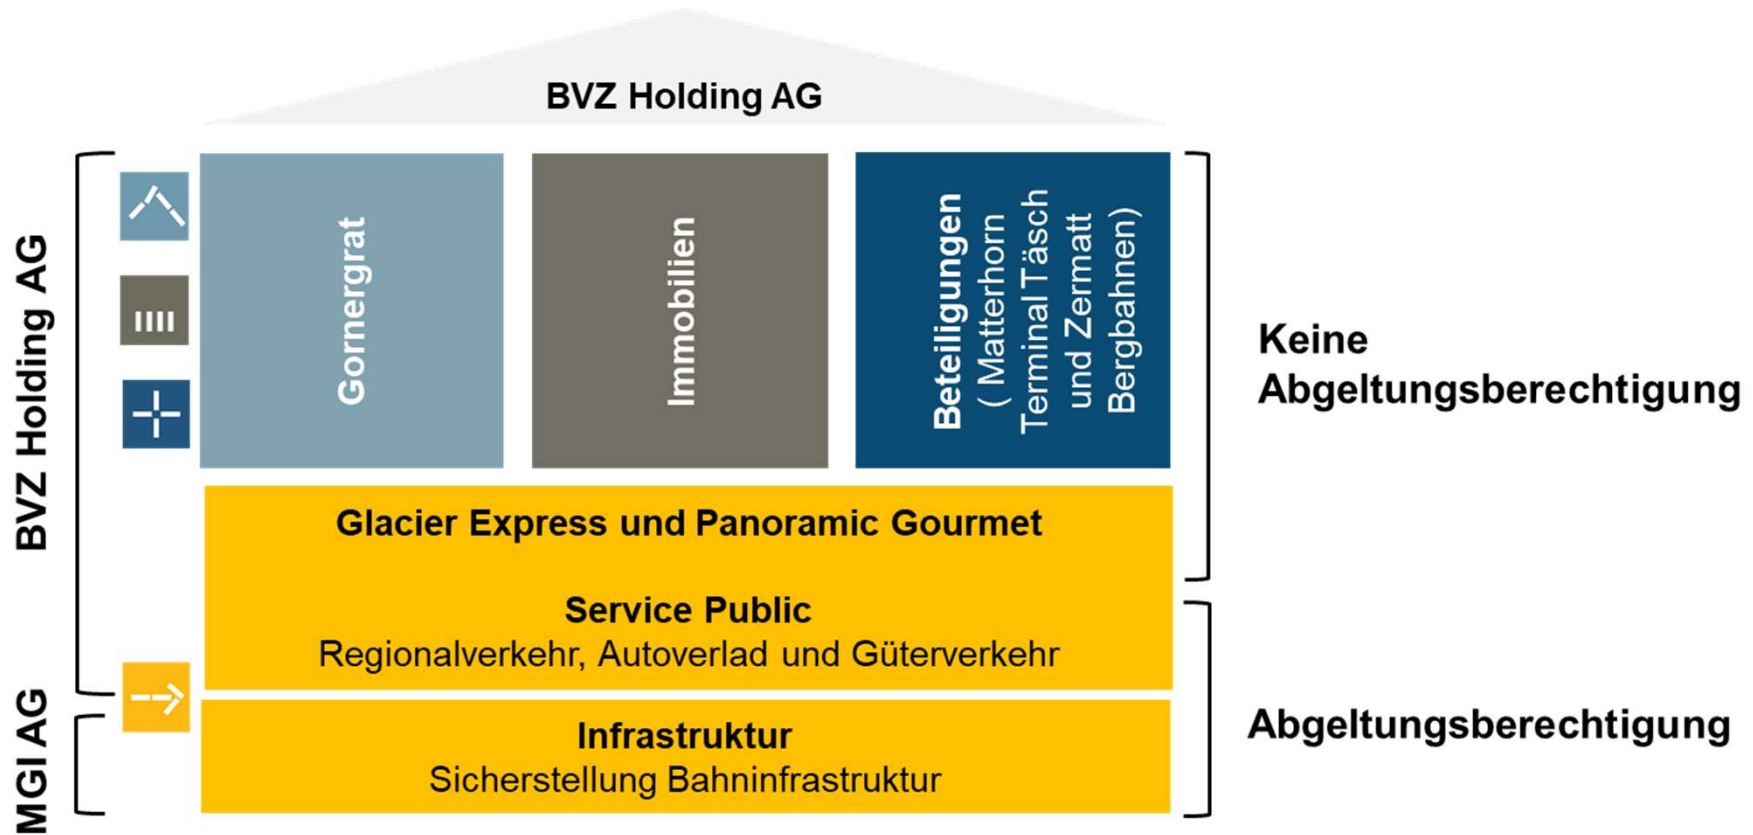 BVZ Holding AG
BVZ Holding AG
Gornergrat
Immobilien
Beteiligungen
( Matterhorn
Terminal Täsch
und Zermatt
Bergbahnen)
Keine
Abgeltungsberechtigung
Glacier Express und Panoramic Gourmet
Service Public
Regionalverkehr, Autoverlad und Güterverkehr
MGI AG
Infrastruktur
Sicherstellung Bahninfrastruktur
Abgeltungsberechtigung